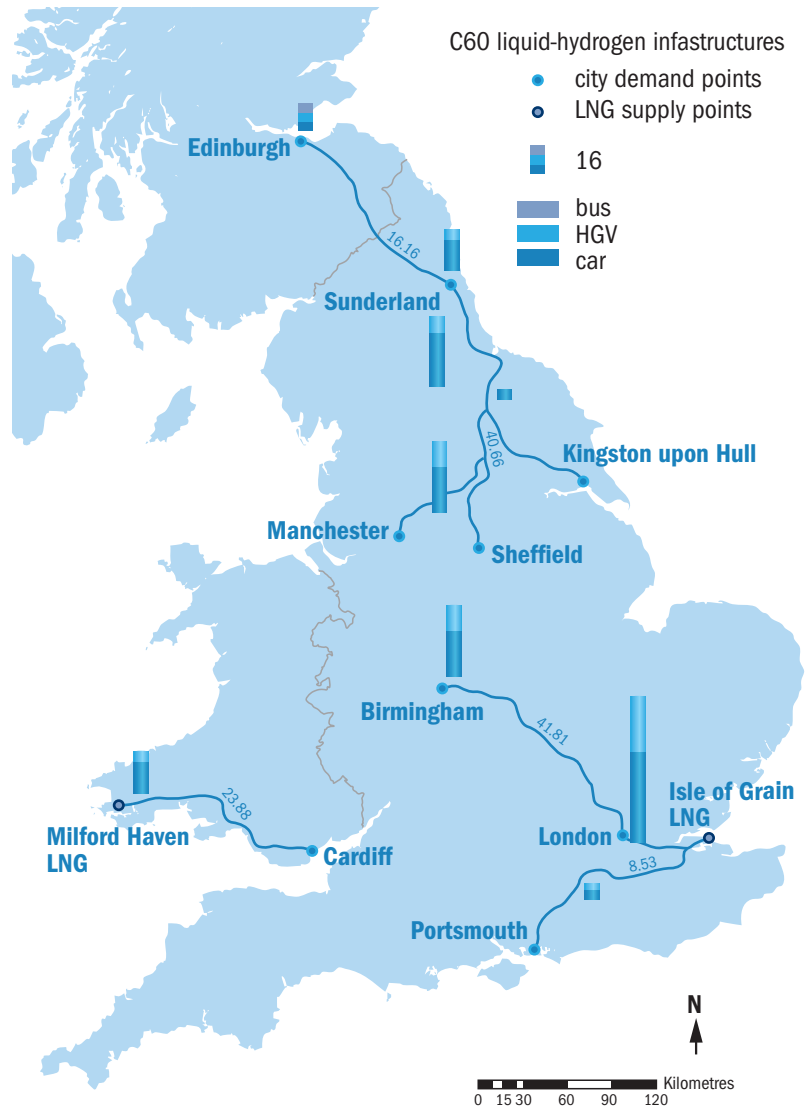 C60 liquid-hydrogen infastructures
city demand points
LNG supply points
16
bus
HGV
car
Edinburgh
16.16
Sunderland
40.66
Kingston upon Hull
Manchester
Sheffield
Birmingham
41.81
Isle of Grain
LNG
23.88
Milford Haven
LNG
Cardiff
London
8.53
Portsmouth
N
Kilometres
0 15 30 60 90 120